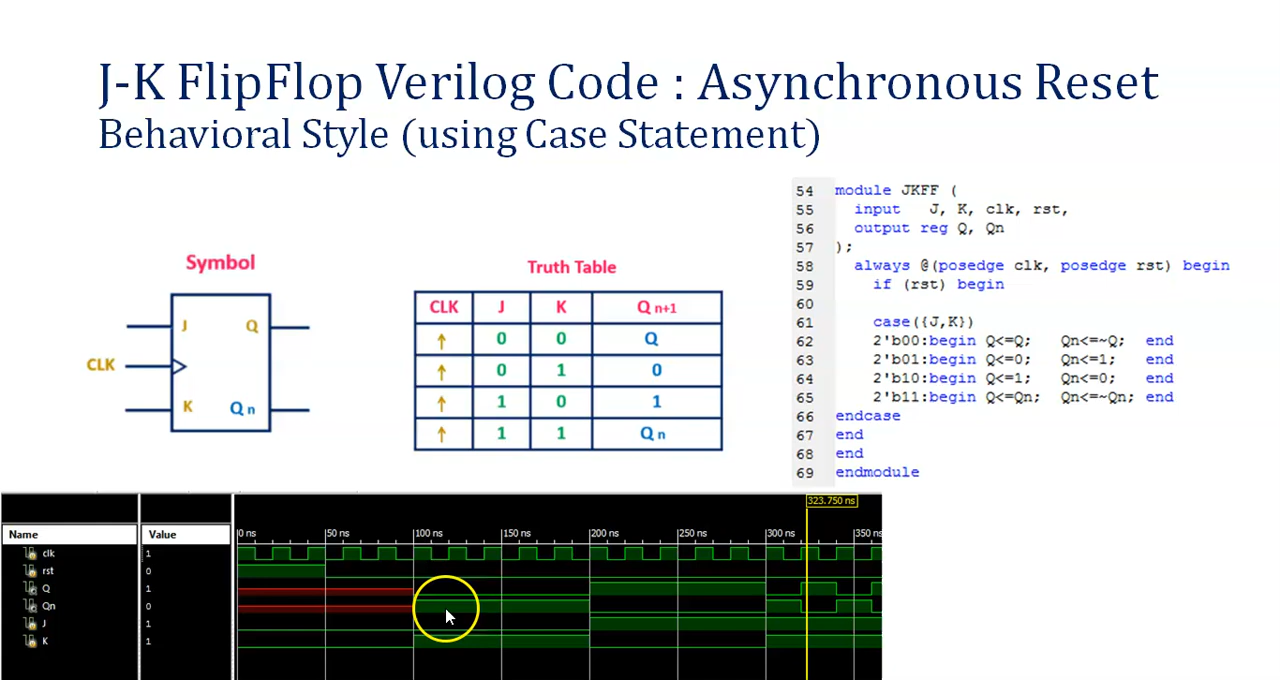 J-K FlipFlop Verilog Code : Asynchronous Reset
Behavioral Style (using Case Statement)
Symbol
J Q
CLK
K Q n
Truth Table
CLK J K Q n+1
↑ 0 0 Q
↑ 0 1 0
↑ 1 0 1
↑ 1 1 Q n
54 module JKFF (
55 input J, K, clk, rst,
56 output reg Q, Qn
57 );
58 always @(posedge clk, posedge rst) begin
59 if (rst) begin
60
61 case({J,K})
62 2'b00:begin Q<=Q; Qn<=~Q; end
63 2'b01:begin Q<=0; Qn<=1; end
64 2'b10:begin Q<=1; Qn<=0; end
65 2'b11:begin Q<=Qn; Qn<=~Qn; end
66 endcase
67 end
68 end
69 endmodule
323.750 ns
Name Value 0 ns 50 ns 100 ns 150 ns 200 ns 250 ns 300 ns 350 ns
clk 1
rst 0
Q 1
Qn 0
J 1
K 1